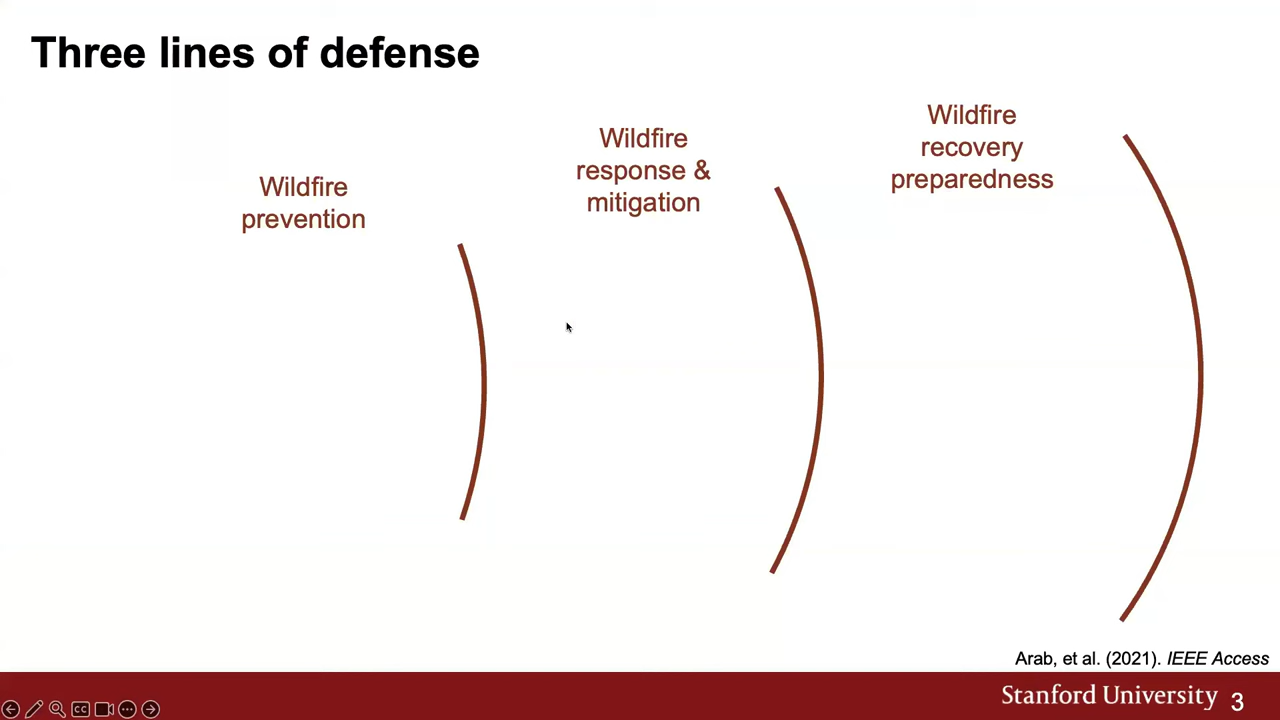 Three lines of defense
Wildfire
prevention
Wildfire
response &
mitigation
Wildfire
recovery
preparedness
Arab, et al. (2021). IEEE Access
Stanford University 3
CC